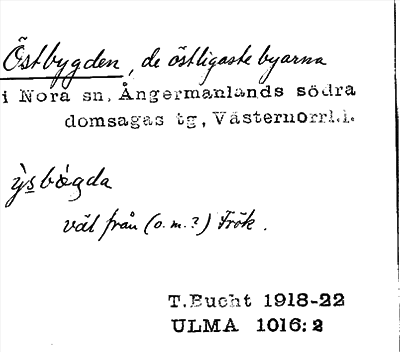 Östbygden, de östligaste byarna
i Nora sn, Ångermanlands södra
domsagas tg, Västernorrl.l.
ỳsbǿgda
väl från (o.m.?) Frök.
T.Bucht 1918-22
ULMA 1016:2